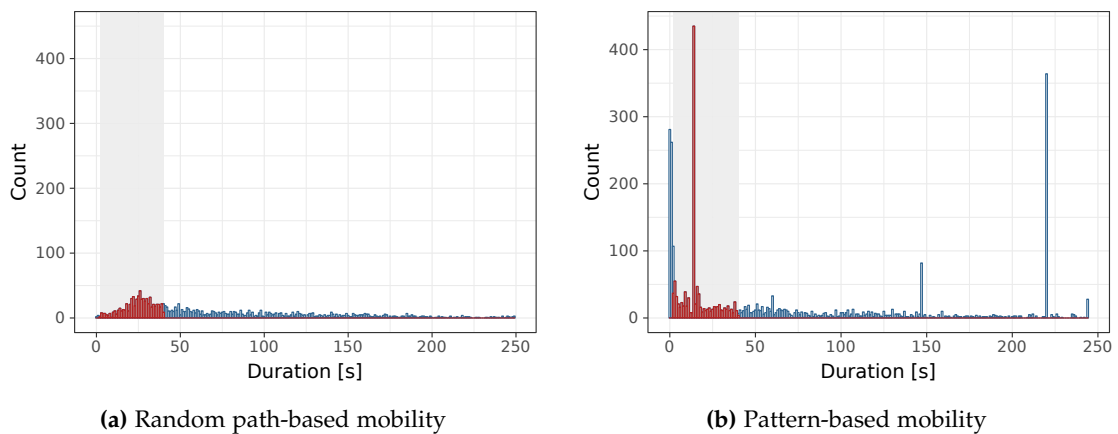 400
300
200
100
0
Count
0 50 100 150 200 250
Duration [s]
(a) Random path-based mobility
400
300
200
100
0
Count
0 50 100 150 200 250
Duration [s]
(b) Pattern-based mobility